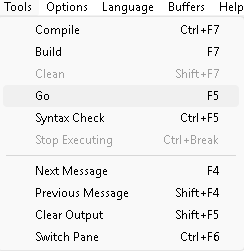 Tools Options Language Buffers Help
Compile Ctrl+F7
Build F7
Clean Shift+F7
Go F5
Syntax Check Ctrl+F5
Stop Executing Ctrl+Break
Next Message F4
Previous Message Shift+F4
Clear Output Shift+F5
Switch Pane Ctrl+F6